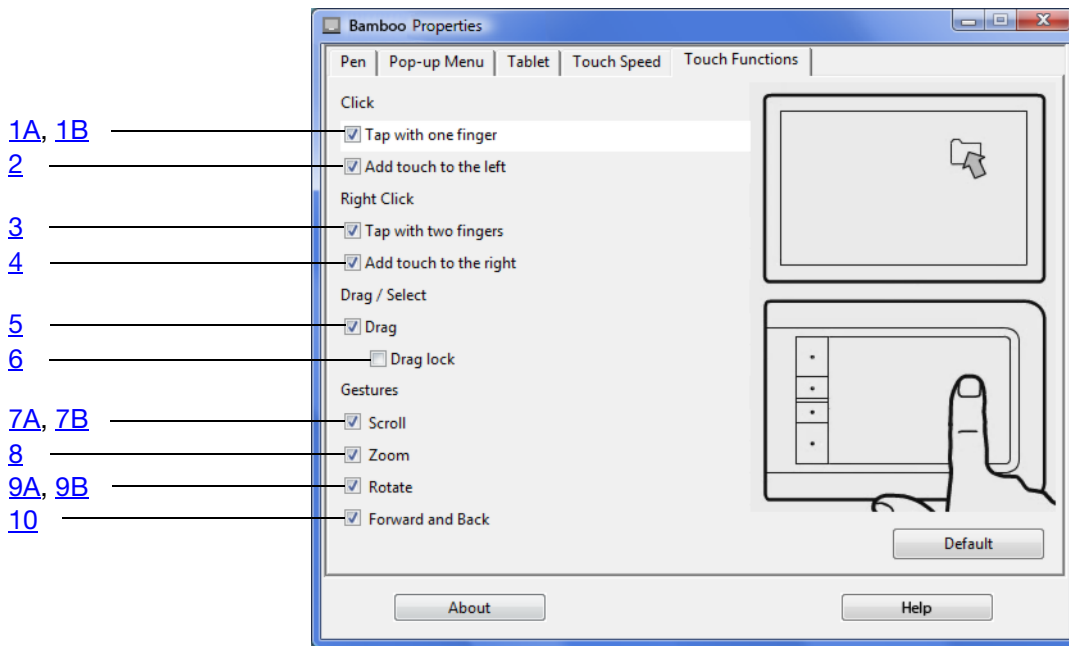 Bamboo Properties
Pen Pop-up Menu Tablet Touch Speed Touch Functions
Click
1A, 1B Tap with one finger
2 Add touch to the left
Right Click
3 Tap with two fingers
4 Add touch to the right
Drag / Select
5 Drag
6 Drag lock
Gestures
7A, 7B Scroll
8 Zoom
9A, 9B Rotate
10 Forward and Back
Default
About Help